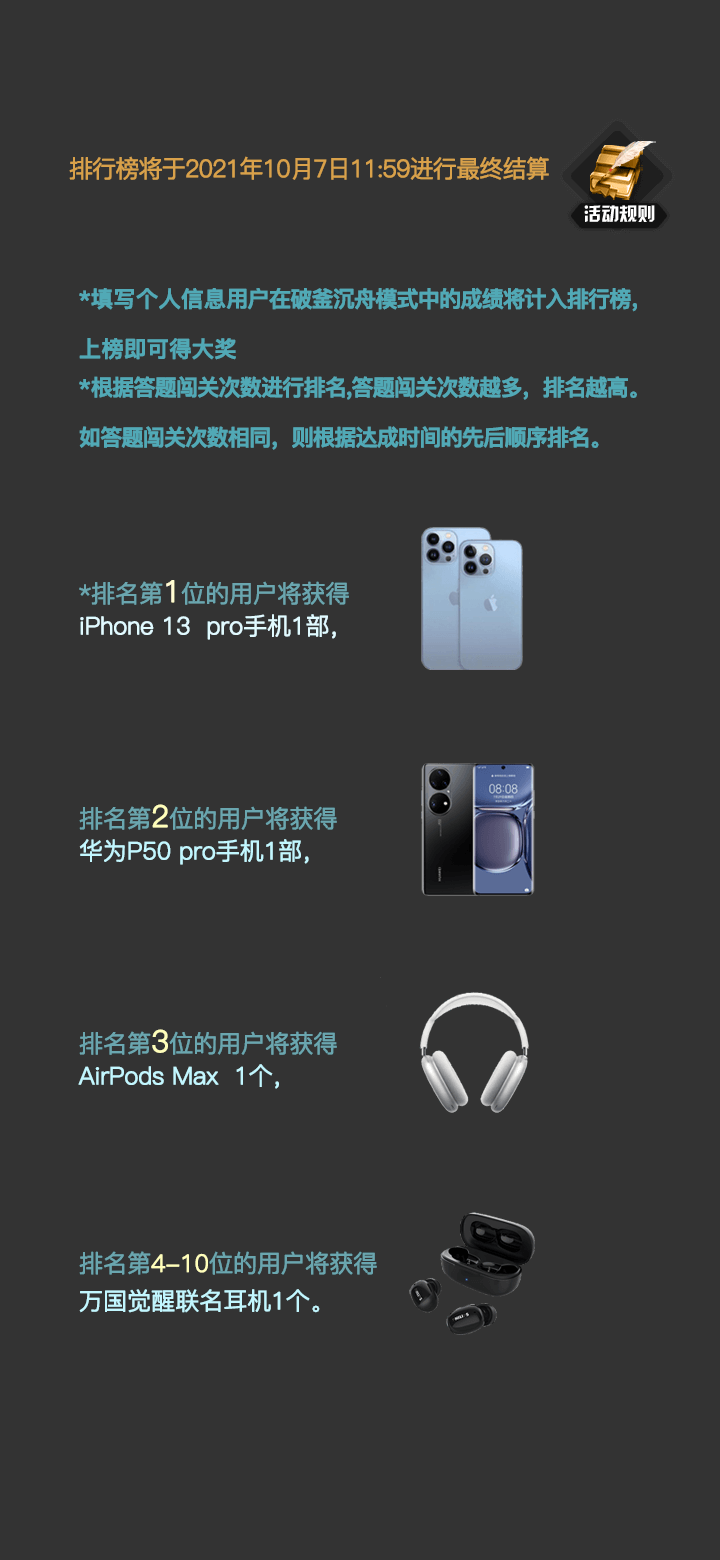 排行榜将于2021年10月7日11:59进行最终结算
活动规则
*填写个人信息用户在破釜沉舟模式中的成绩将计入排行榜,
上榜即可得大奖
*根据答题闯关次数进行排名,答题闯关次数越多，排名越高。
如答题闯关次数相同，则根据达成时间的先后顺序排名。
*排名第1位的用户将获得
iPhone 13 pro手机1部,
排名第2位的用户将获得
华为P50 pro手机1部,
08:08
排名第3位的用户将获得
AirPods Max 1个,
排名第4-10位的用户将获得
万国觉醒联名耳机1个。